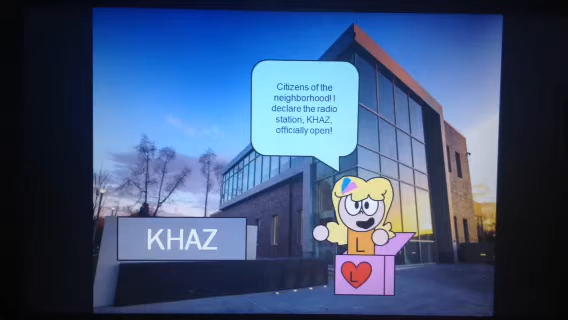 Citizens of the
neighborhood! I
declare the radio
station, KHAZ,
officially open!
KHAZ
L
L